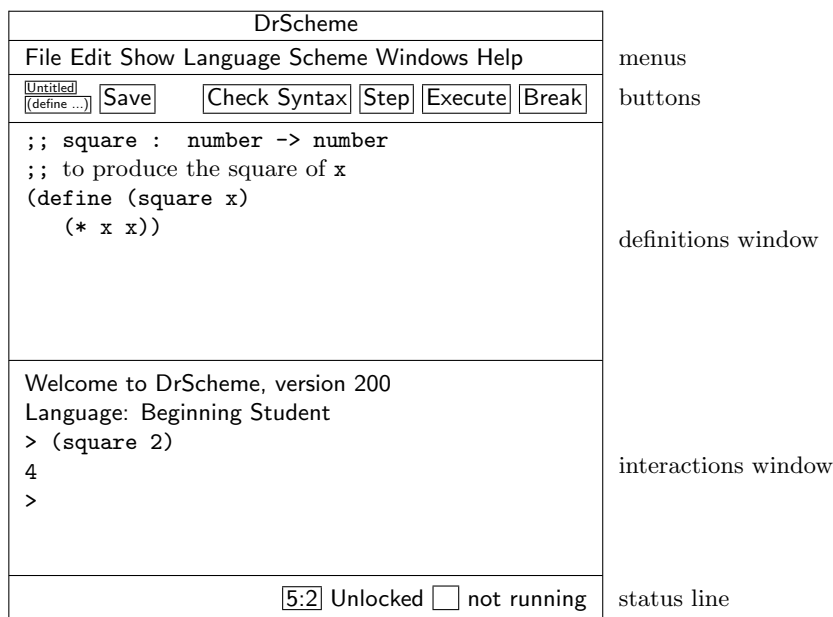 DrScheme
File Edit Show Language Scheme Windows Help
menus
Untitled
(define ...) Save Check Syntax Step Execute Break
buttons
;; square : number -> number
;; to produce the square of x
(define (square x)
(* x x))
definitions window
Welcome to DrScheme, version 200
Language: Beginning Student
> (square 2)
4
>
interactions window
5:2 Unlocked not running
status line